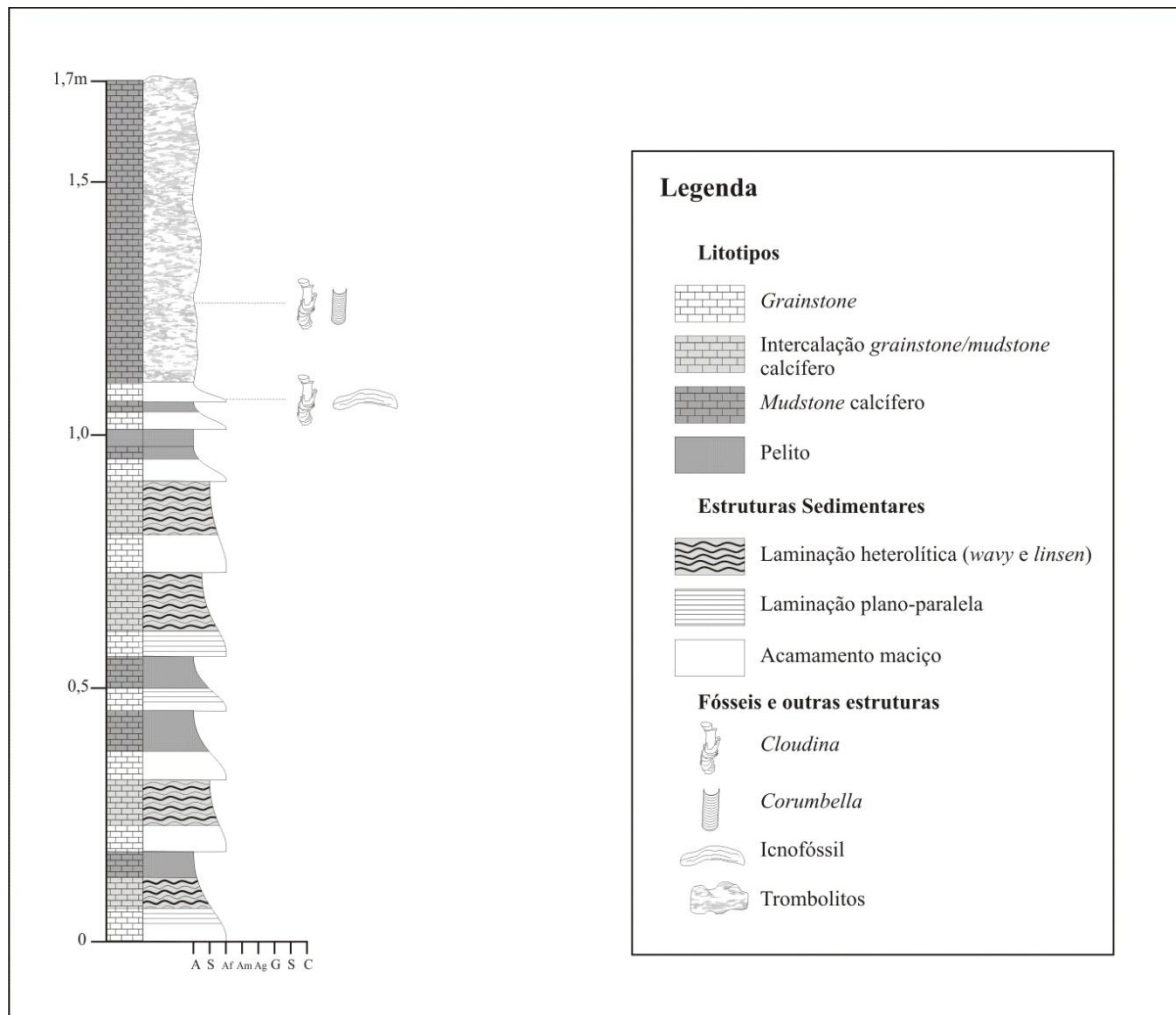 1,7m
1,5
1,0
0,5
0
A S Af Am Ag G S C
Legenda
Litotipos
Grainstone
Intercalação grainstone/mudstone
calcífero
Mudstone calcífero
Pelito
Estruturas Sedimentares
Laminação heterolítica (wavy e linsen)
Laminação plano-paralela
Acamamento maciço
Fósseis e outras estruturas
Cloudina
Corumbella
Icnofóssil
Trombolitos